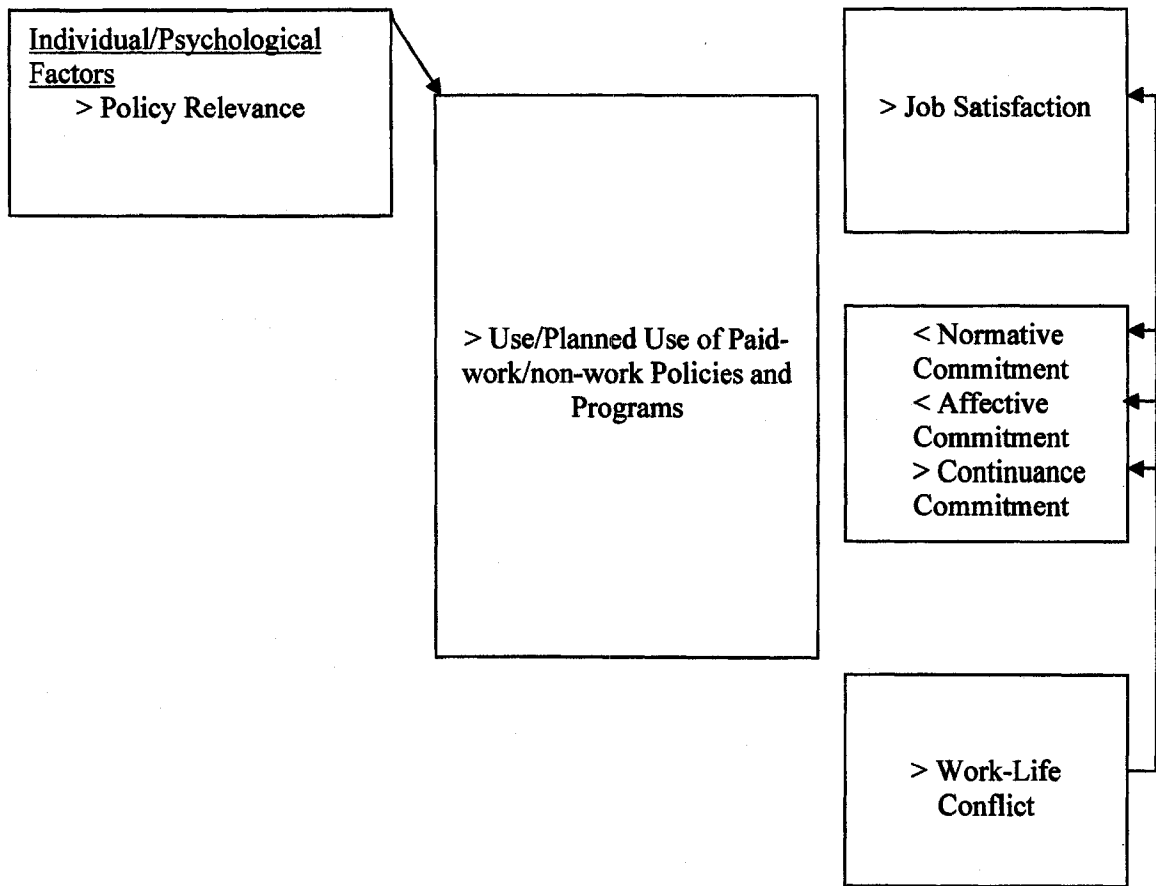 Individual/Psychological
Factors
> Policy Relevance
> Use/Planned Use of Paid-
work/non-work Policies and
Programs
> Job Satisfaction
< Normative
Commitment
< Affective
Commitment
> Continuance
Commitment
> Work-Life
Conflict